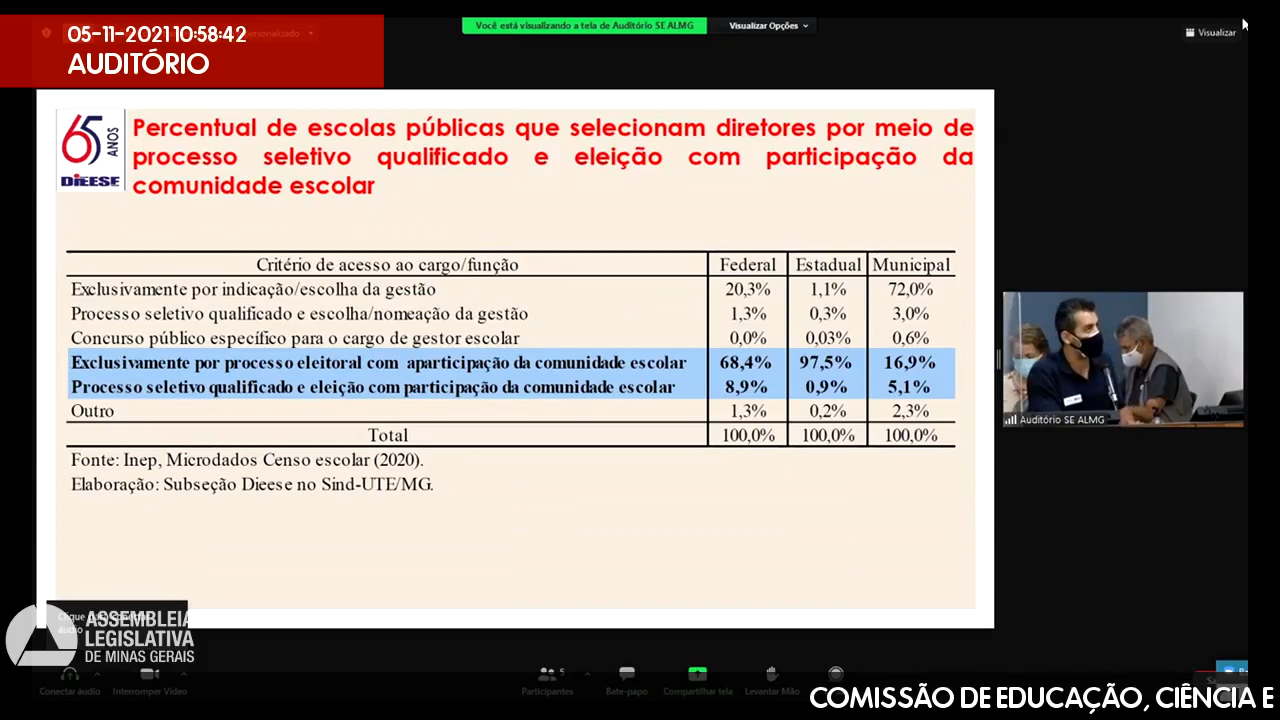 05-11-2021 10:58:42
AUDITÓRIO
Você está visualizando a tela de Auditório SE ALMG
Visualizar Opções
Visualizar
65 ANOS
DIEESE
Percentual de escolas públicas que selecionam diretores por meio de
processo seletivo qualificado e eleição com participação da
comunidade escolar
Critério de acesso ao cargo/função Federal Estadual Municipal
Exclusivamente por indicação/escolha da gestão 20,3% 1,1% 72,0%
Processo seletivo qualificado e escolha/nomeação da gestão 1,3% 0,3% 3,0%
Concurso público específico para o cargo de gestor escolar 0,0% 0,03% 0,6%
Exclusivamente por processo eleitoral com aparticipação da comunidade escolar 68,4% 97,5% 16,9%
Processo seletivo qualificado e eleição com participação da comunidade escolar 8,9% 0,9% 5,1%
Outro 1,3% 0,2% 2,3%
Total 100,0% 100,0% 100,0%
Fonte: Inep, Microdados Censo escolar (2020).
Elaboração: Subseção Dieese no Sind-UTE/MG.
Auditório SE ALMG
ASSEMBLEIA
LEGISLATIVA
DE MINAS GERAIS
Conectar áudio
Interromper Vídeo
Participantes 5
Bate-papo
Compartilhar tela
Levantar Mão
COMISSÃO DE EDUCAÇÃO, CIÊNCIA E